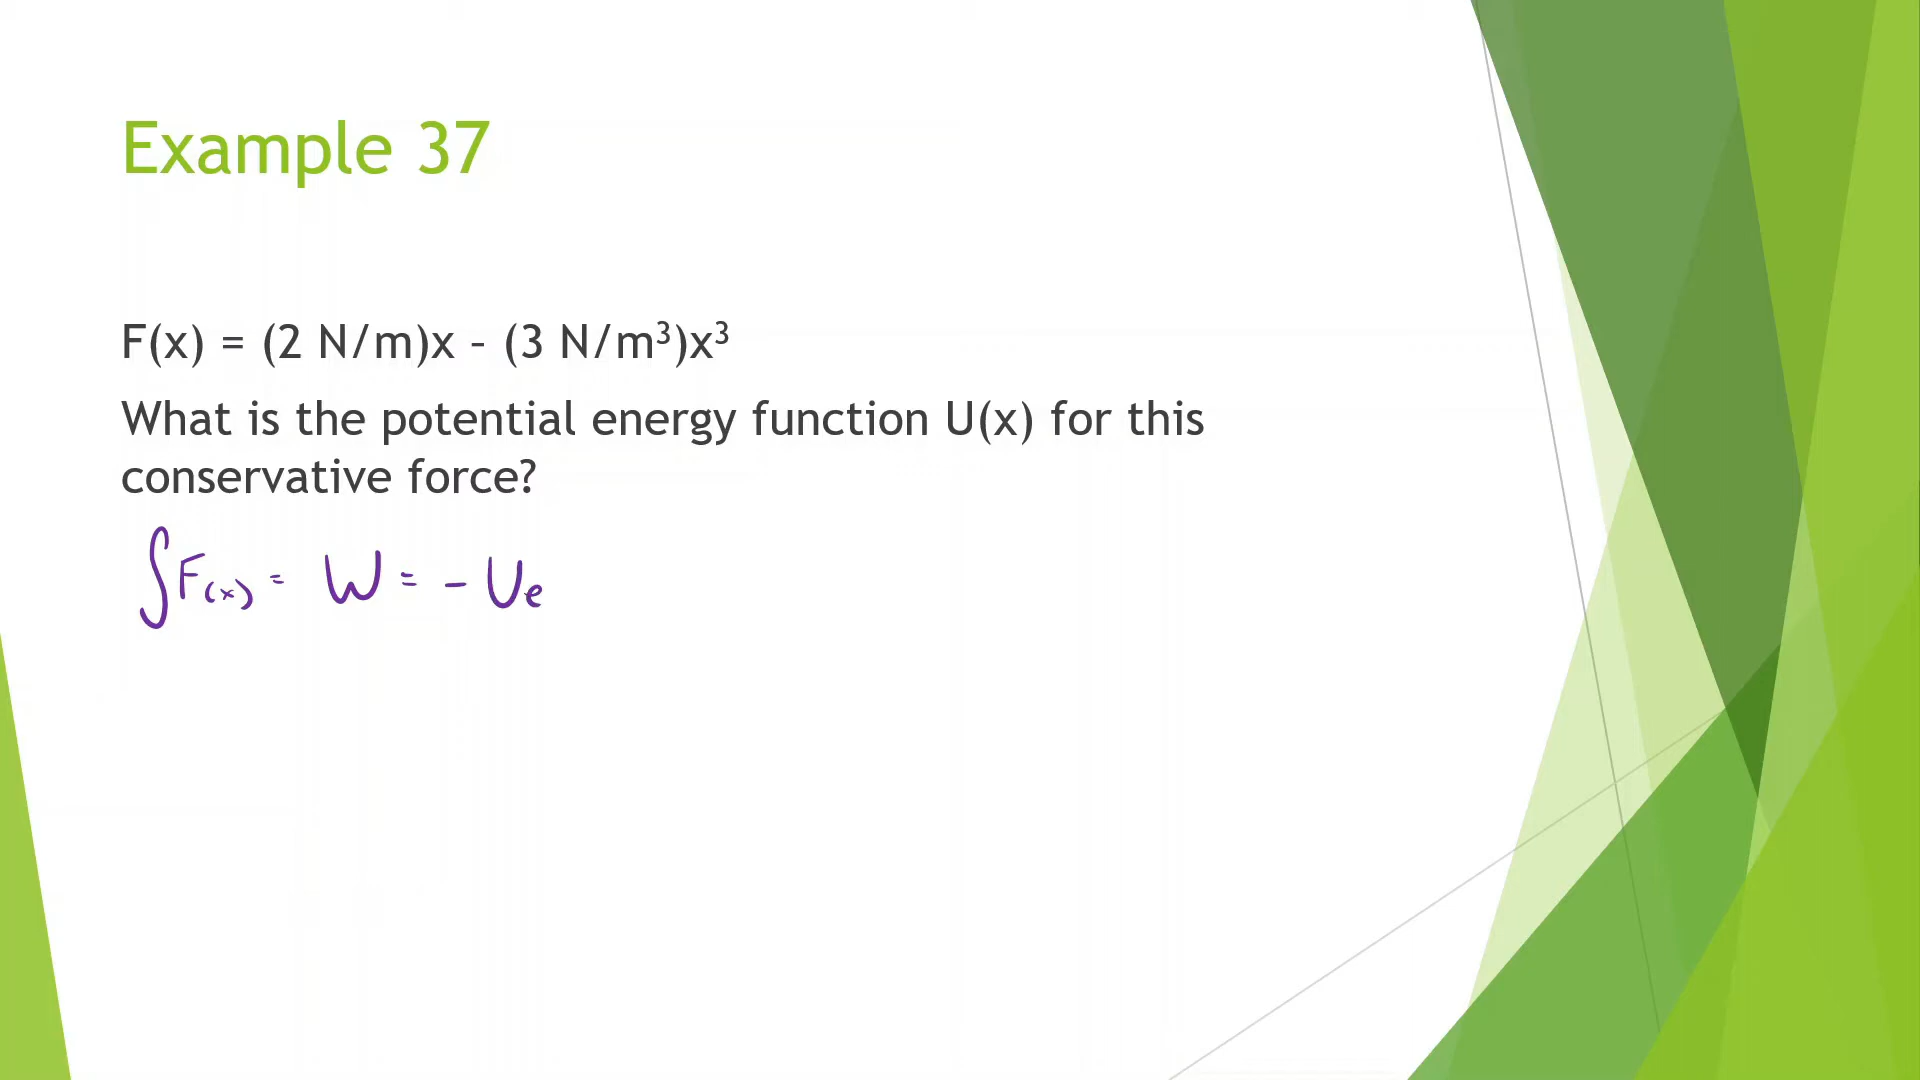 Example 37
F(x) = (2 N/m)x – (3 N/m³)x³
What is the potential energy function U(x) for this
conservative force?
∫F(x) = W = - Ue